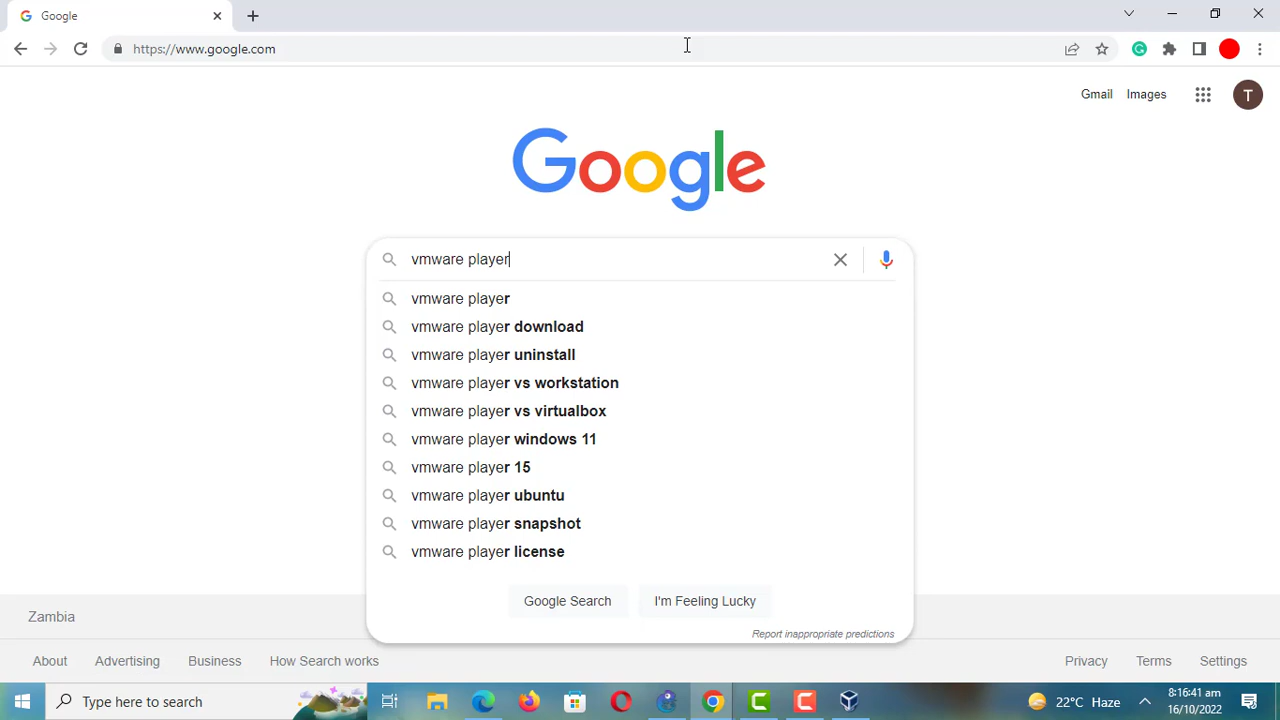 Google
https://www.google.com
Gmail Images T
Google
vmware player
vmware player
vmware player download
vmware player uninstall
vmware player vs workstation
vmware player vs virtualbox
vmware player windows 11
vmware player 15
vmware player ubuntu
vmware player snapshot
vmware player license
Google Search I'm Feeling Lucky
Report inappropriate predictions
Zambia
About Advertising Business How Search works Privacy Terms Settings
Type here to search
22°C Haze
8:16:41 am
16/10/2022